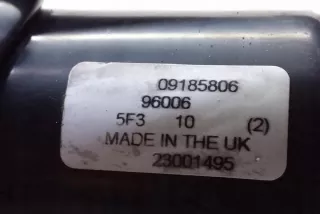 09185806
96006
5F3 10 (2)
MADE IN THE UK
23001495